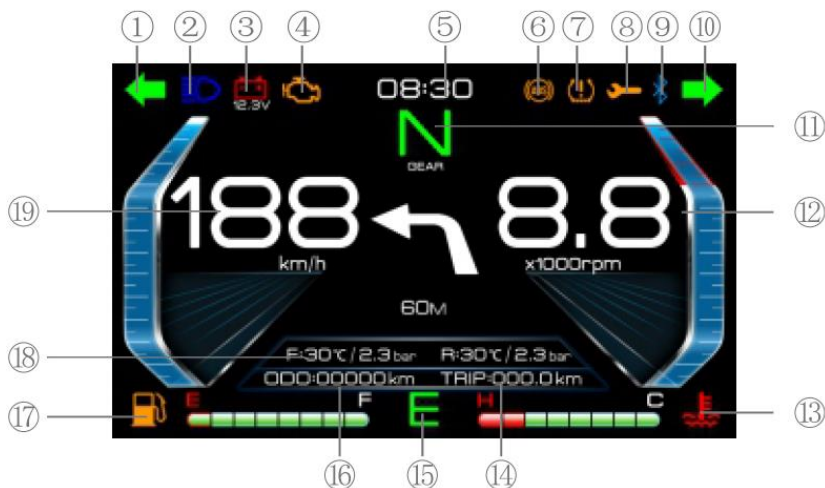 ① ② ③ ④ ⑤ ⑥ ⑦ ⑧ ⑨ ⑩
12.3V
08:30
ABS
N
GEAR
⑪
⑲
188
8.8
⑫
km/h
x1000rpm
60M
⑱
F:30℃/2.3bar R:30℃/2.3bar
ODO:00000km TRIP:000.0km
⑰
E F
E
H C
⑬
⑯ ⑮ ⑭